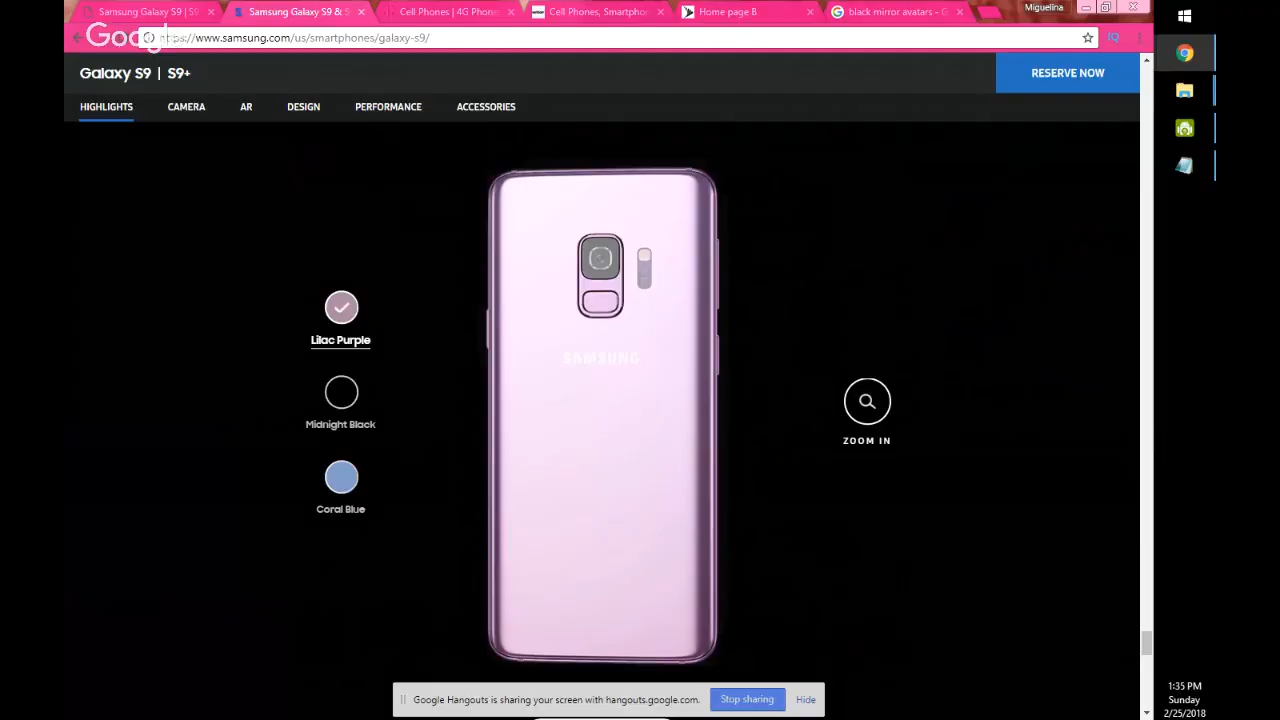 Samsung Galaxy S9 | S9
Samsung Galaxy S9 & S
Cell Phones | 4G Phone
Cell Phones, Smartpho
Home page B
black mirror avatars - G
Miguelina
Google
https://www.samsung.com/us/smartphones/galaxy-s9/
IQ
Galaxy S9 | S9+
RESERVE NOW
HIGHLIGHTS CAMERA AR DESIGN PERFORMANCE ACCESSORIES
SAMSUNG
Lilac Purple
Midnight Black
Coral Blue
ZOOM IN
Google Hangouts is sharing your screen with hangouts.google.com. Stop sharing Hide
1:35 PM
Sunday
2/25/2018